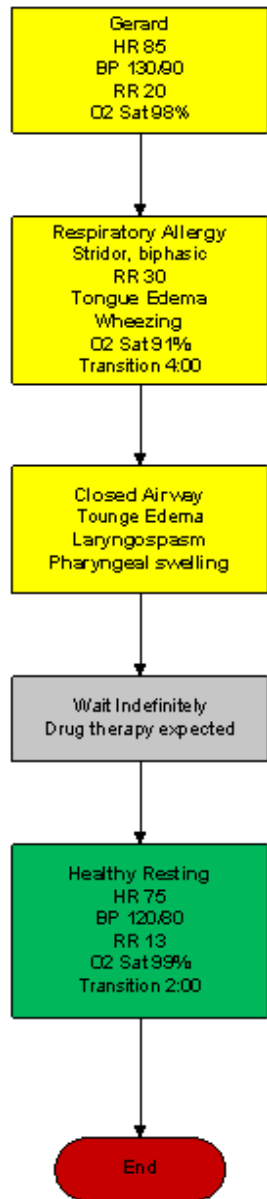 Gerard
HR 85
BP 130/90
RR 20
O2 Sat 98%
Respiratory Allergy
Stridor, biphasic
RR 30
Tongue Edema
Wheezing
O2 Sat 91%
Transition 4:00
Closed Airway
Tounge Edema
Laryngospasm
Pharyngeal swelling
Wait Indefinitely
Drug therapy expected
Healthy Resting
HR 75
BP 120/80
RR 13
O2 Sat 99%
Transition 2:00
End